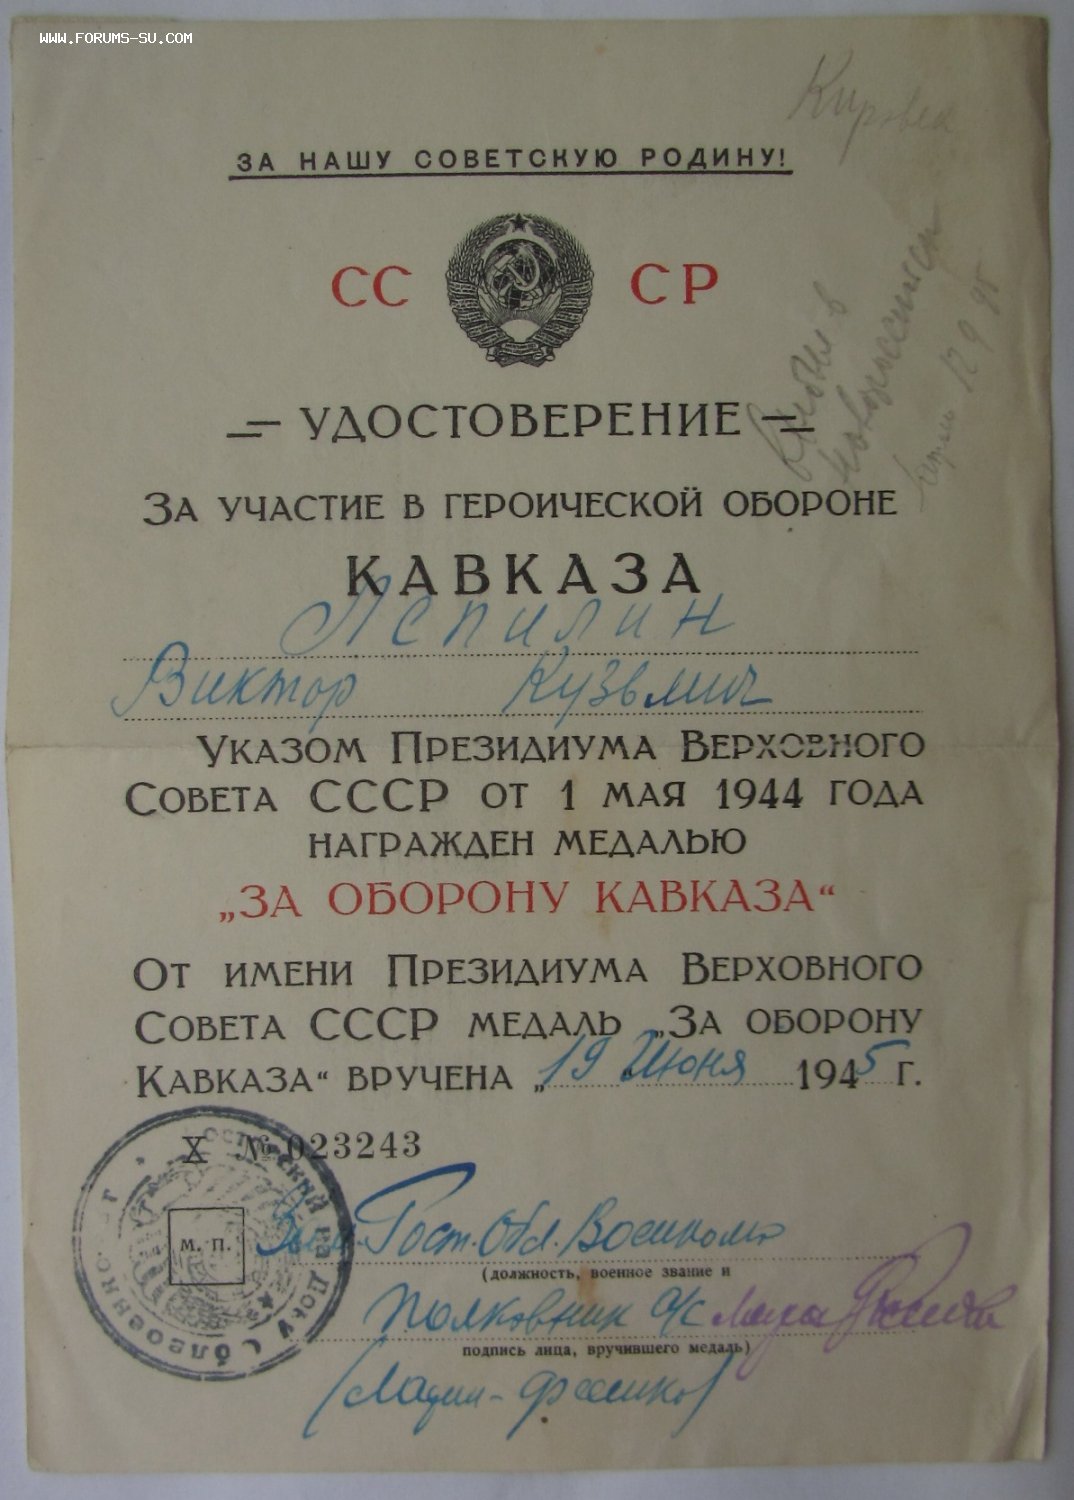 WWW.FORUMS-SU.COM
ЗА НАШУ СОВЕТСКУЮ РОДИНУ!
СС СР
УДОСТОВЕРЕНИЕ
ЗА УЧАСТИЕ В ГЕРОИЧЕСКОЙ ОБОРОНЕ
КАВКАЗА
Виктор Кузьмич
УКАЗОМ ПРЕЗИДИУМА ВЕРХОВНОГО
СОВЕТА СССР ОТ 1 МАЯ 1944 ГОДА
НАГРАЖДЕН МЕДАЛЬЮ
„ЗА ОБОРОНУ КАВКАЗА“
ОТ ИМЕНИ ПРЕЗИДИУМА ВЕРХОВНОГО
СОВЕТА СССР МЕДАЛЬ „ЗА ОБОРОНУ
КАВКАЗА“ ВРУЧЕНА „19 Июня 1945 г.
X № 023243
м. п.
Рост. Обл. Военкома
(должность, военное звание и
полковник а/с
подпись лица, вручившего медаль)